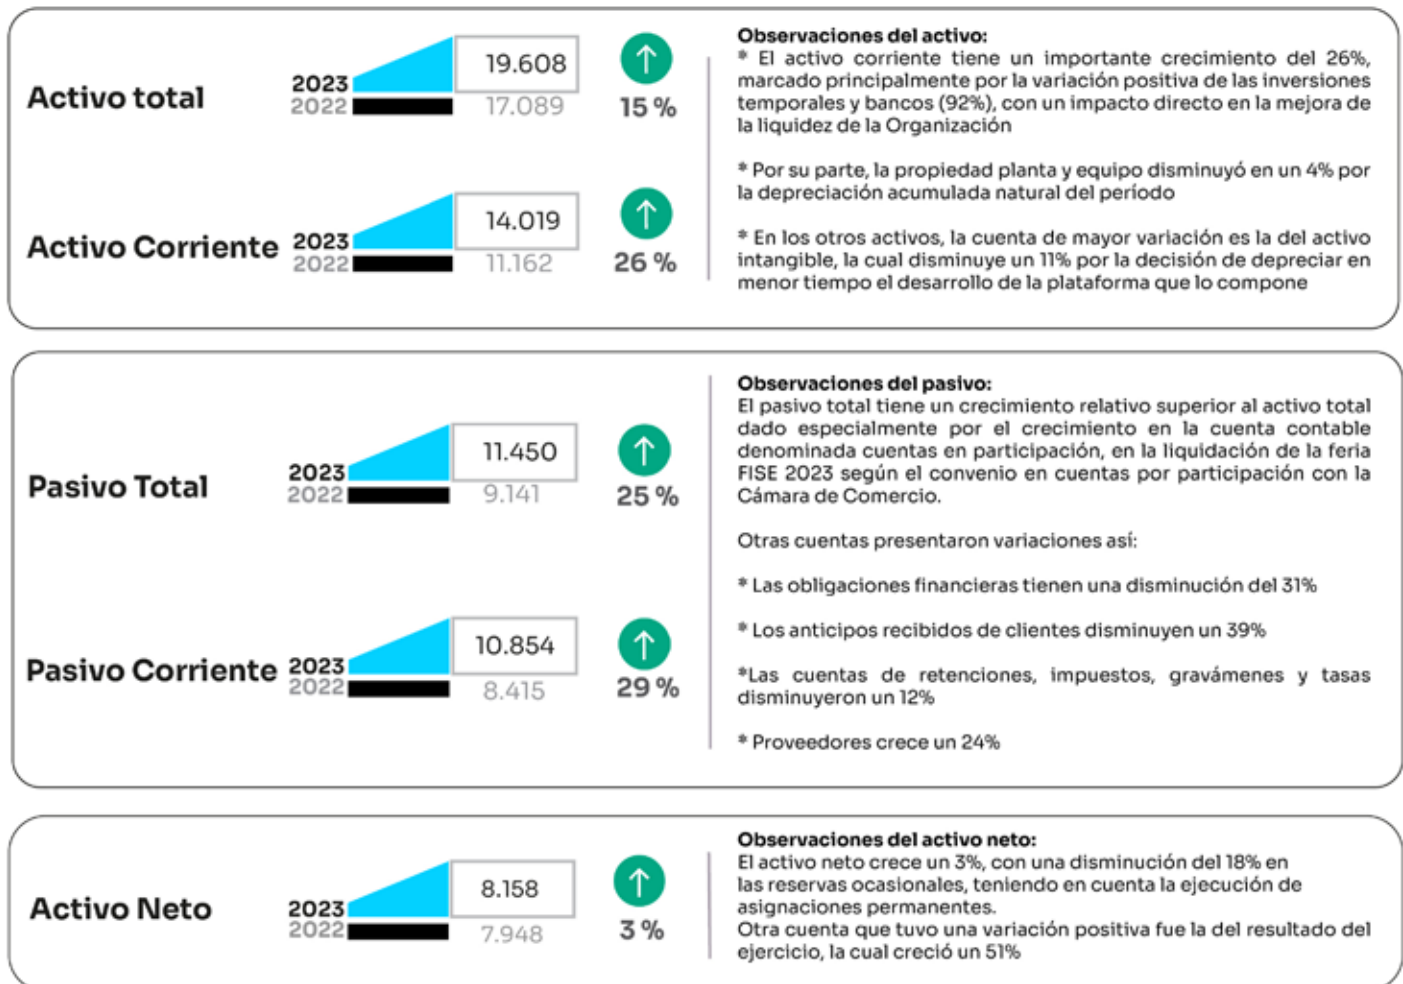 Activo total
2023
2022
19.608
17.089
15 %
Activo Corriente
2023
2022
14.019
11.162
26 %
Observaciones del activo:
* El activo corriente tiene un importante crecimiento del 26%,
marcado principalmente por la variación positiva de las inversiones
temporales y bancos (92%), con un impacto directo en la mejora de
la liquidez de la Organización
* Por su parte, la propiedad planta y equipo disminuyó en un 4% por
la depreciación acumulada natural del período
* En los otros activos, la cuenta de mayor variación es la del activo
intangible, la cual disminuye un 11% por la decisión de depreciar en
menor tiempo el desarrollo de la plataforma que lo compone
Pasivo Total
2023
2022
11.450
9.141
25 %
Pasivo Corriente
2023
2022
10.854
8.415
29 %
Observaciones del pasivo:
El pasivo total tiene un crecimiento relativo superior al activo total
dado especialmente por el crecimiento en la cuenta contable
denominada cuentas en participación, en la liquidación de la feria
FISE 2023 según el convenio en cuentas por participación con la
Cámara de Comercio.
Otras cuentas presentaron variaciones así:
* Las obligaciones financieras tienen una disminución del 31%
* Los anticipos recibidos de clientes disminuyen un 39%
*Las cuentas de retenciones, impuestos, gravámenes y tasas
disminuyeron un 12%
* Proveedores crece un 24%
Activo Neto
2023
2022
8.158
7.948
3 %
Observaciones del activo neto:
El activo neto crece un 3%, con una disminución del 18% en
las reservas ocasionales, teniendo en cuenta la ejecución de
asignaciones permanentes.
Otra cuenta que tuvo una variación positiva fue la del resultado del
ejercicio, la cual creció un 51%